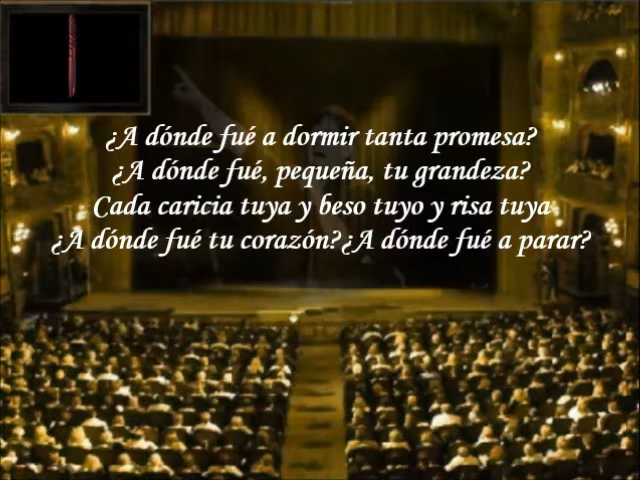 ¿A dónde fué a dormir tanta promesa?
¿A dónde fué, pequeña, tu grandeza?
Cada caricia tuya y beso tuyo y risa tuya
¿A dónde fué tu corazón?¿A dónde fué a parar?